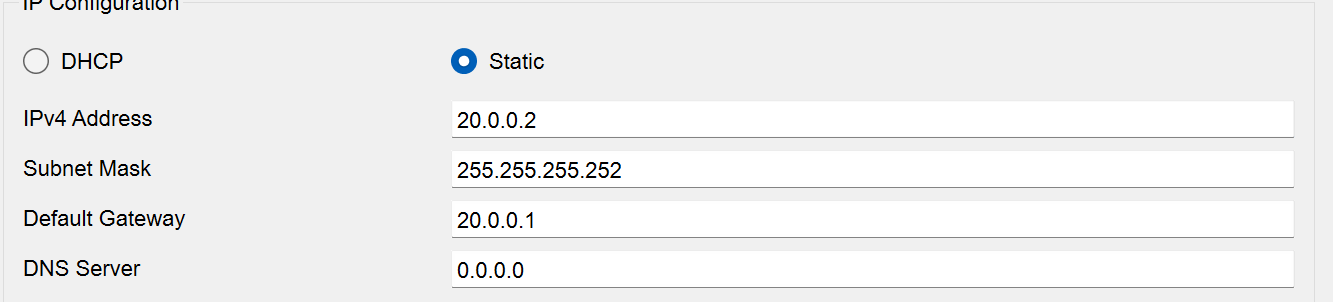 IP Configuration
DHCP Static
IPv4 Address 20.0.0.2
Subnet Mask 255.255.255.252
Default Gateway 20.0.0.1
DNS Server 0.0.0.0